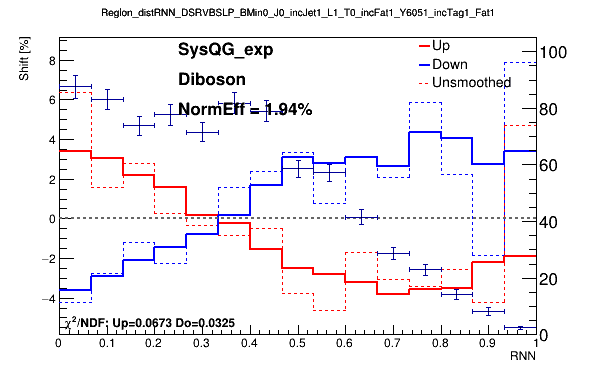 Region_distRNN_DSRVBSLP_BMin0_J0_incJet1_L1_T0_incFat1_Y6051_incTag1_Fat1
Shift [%]
SysQG_exp
Diboson
NormEff = 1.94%
Up
Down
Unsmoothed
8
6
4
2
0
−2
−4
100
80
60
40
20
0
χ²/NDF: Up=0.0673 Do=0.0325
0 0.1 0.2 0.3 0.4 0.5 0.6 0.7 0.8 0.9 1
RNN